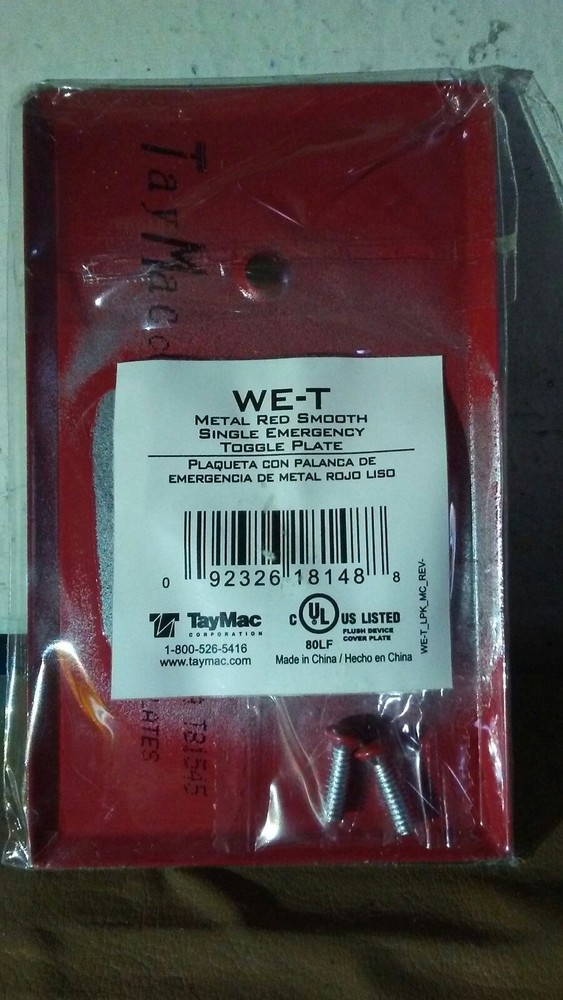 TayMac
WE-T
METAL RED SMOOTH
SINGLE EMERGENCY
TOGGLE PLATE
PLAQUETA CON PALANCA DE
EMERGENCIA DE METAL ROJO LISO
0 92326 18148 8
TayMac
CORPORATION
1-800-526-5416
www.taymac.com
C UL US LISTED
FLUSH DEVICE
COVER PLATE
80LF
Made in China / Hecho en China
WE-T_LPK_MC_REV-